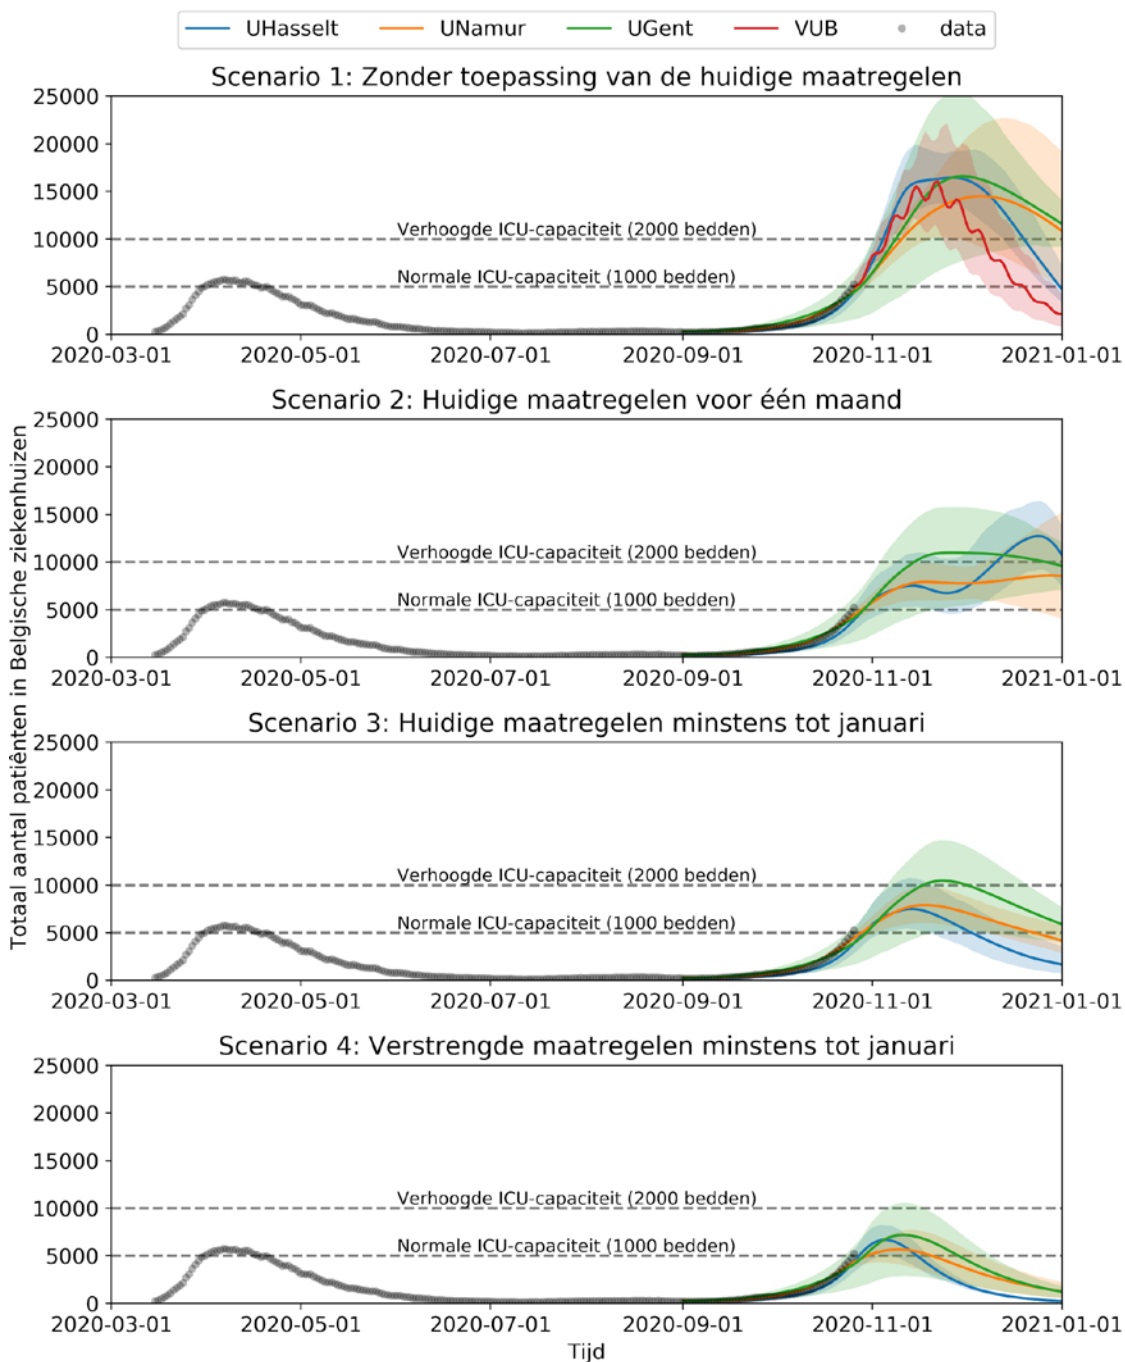 UHasselt UNamur UGent VUB data
Scenario 1: Zonder toepassing van de huidige maatregelen
25000
20000
15000
Verhoogde ICU-capaciteit (2000 bedden)
10000
Normale ICU-capaciteit (1000 bedden)
5000
0
2020-03-01 2020-05-01 2020-07-01 2020-09-01 2020-11-01 2021-01-01
Scenario 2: Huidige maatregelen voor één maand
25000
20000
15000
Verhoogde ICU-capaciteit (2000 bedden)
10000
Normale ICU-capaciteit (1000 bedden)
5000
0
2020-03-01 2020-05-01 2020-07-01 2020-09-01 2020-11-01 2021-01-01
Totaal aantal patiênten in Belgische ziekenhuizen
Scenario 3: Huidige maatregelen minstens tot januari
25000
20000
15000
Verhoogde ICU-capaciteit (2000 bedden)
10000
Normale ICU-capaciteit (1000 bedden)
5000
0
2020-03-01 2020-05-01 2020-07-01 2020-09-01 2020-11-01 2021-01-01
Scenario 4: Verstrengde maatregelen minstens tot januari
25000
20000
15000
Verhoogde ICU-capaciteit (2000 bedden)
10000
Normale ICU-capaciteit (1000 bedden)
5000
0
2020-03-01 2020-05-01 2020-07-01 2020-09-01 2020-11-01 2021-01-01
Tijd